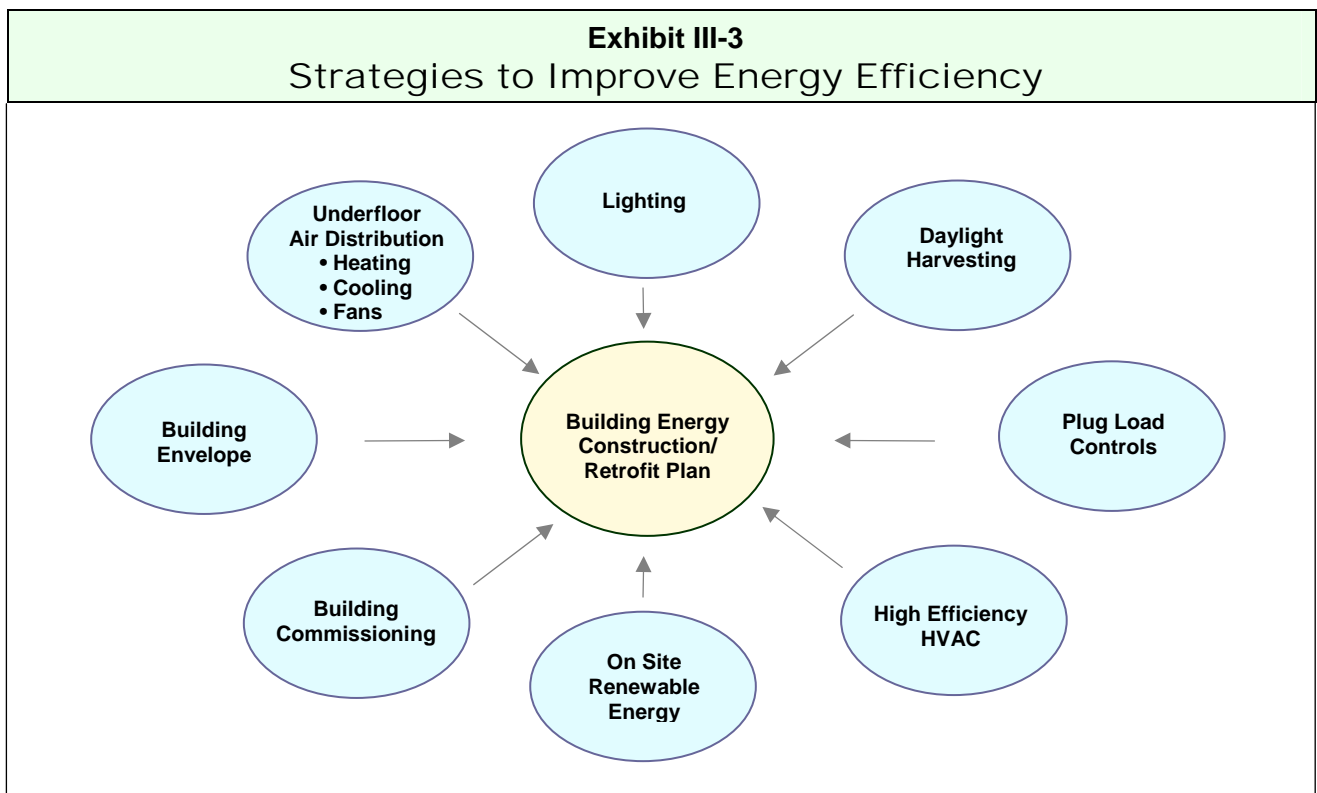 Exhibit III-3
Strategies to Improve Energy Efficiency
Lighting
Underfloor
Air Distribution
• Heating
• Cooling
• Fans
Daylight
Harvesting
Building
Envelope
Building Energy
Construction/
Retrofit Plan
Plug Load
Controls
Building
Commissioning
On Site
Renewable
Energy
High Efficiency
HVAC